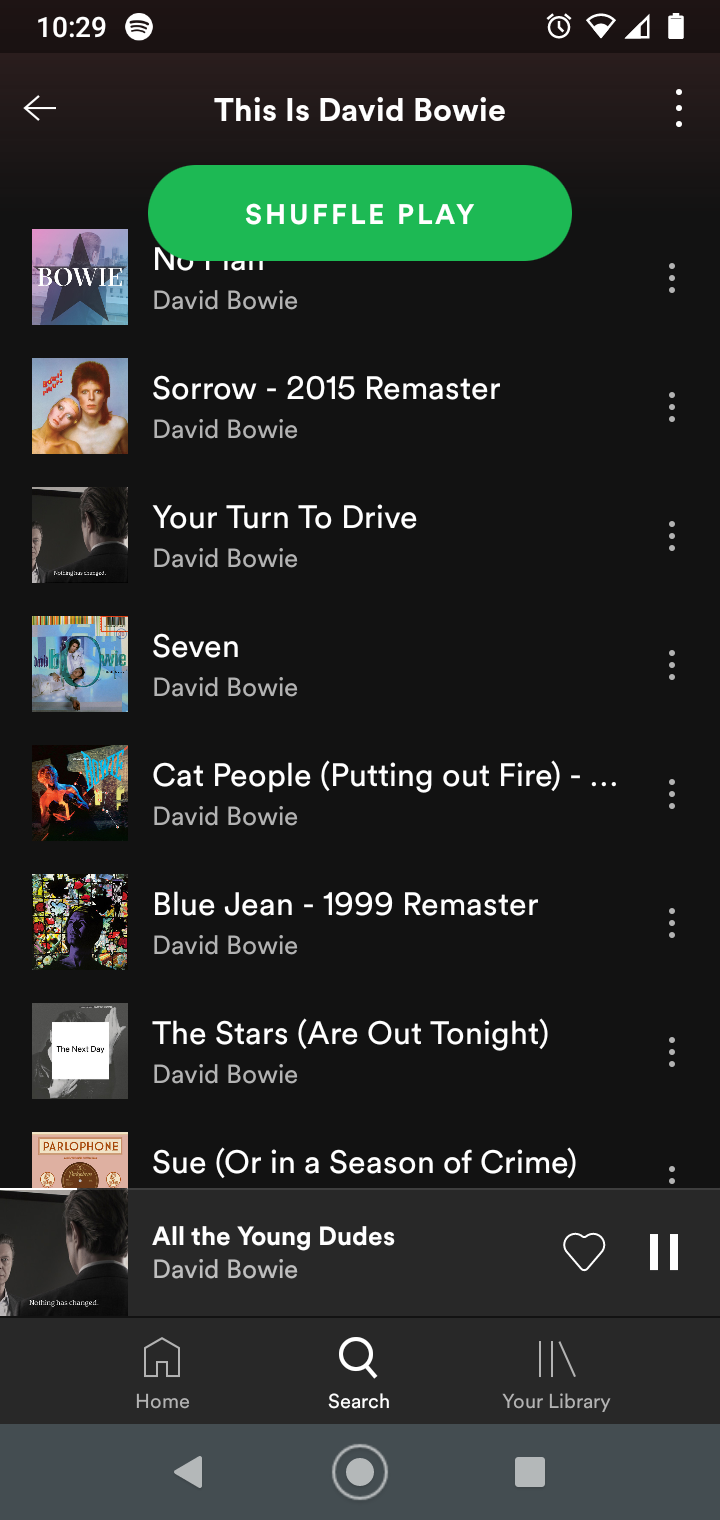 10:29
This Is David Bowie
SHUFFLE PLAY
BOWIE
No Plan
David Bowie
Sorrow - 2015 Remaster
David Bowie
Your Turn To Drive
David Bowie
Nothing has changed.
Seven
David Bowie
Cat People (Putting out Fire) - ...
David Bowie
Blue Jean - 1999 Remaster
David Bowie
The Stars (Are Out Tonight)
David Bowie
The Next Day
PARLOPHONE
Sue (Or in a Season of Crime)
All the Young Dudes
David Bowie
Nothing has changed.
Home
Search
Your Library